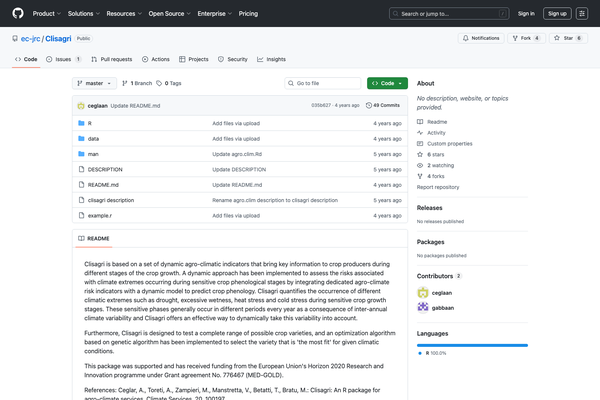 Product Solutions Resources Open Source Enterprise Pricing Search or jump to... Sign in Sign up
ec-jrc / Clisagri Public Notifications Fork 4 Star 6
Code Issues 1 Pull requests Actions Projects Security Insights
master 1 Branch 0 Tags Go to file Code
ceglaan Update README.md 035b627 · 4 years ago 49 Commits
R Add files via upload 4 years ago
data Add files via upload 4 years ago
man Update agro.clim.Rd 5 years ago
DESCRIPTION Update DESCRIPTION 5 years ago
README.md Update README.md 4 years ago
clisagri description Rename agro.clim description to clisagri description 5 years ago
example.r Add files via upload 4 years ago
README
Clisagri is based on a set of dynamic agro-climatic indicators that bring key information to crop producers during
different stages of the crop growth. A dynamic approach has been implemented to assess the risks associated
with climate extremes occurring during sensitive crop phenological stages by integrating dedicated agro-climate
risk indicators with a dynamic model to predict crop phenology. Clisagri quantifies the occurrence of different
climatic extremes such as drought, excessive wetness, heat stress and cold stress during sensitive crop growth
stages. These sensitive phases generally occur in different periods every year as a consequence of inter-annual
climate variability and Clisagri offers an effective way to dynamically take this variability into account.
Furthermore, Clisagri is designed to test a complete range of possible crop varieties, and an optimization algorithm
based on genetic algorithm has been implemented to select the variety that is 'the most fit' for given climatic
conditions.
This package was supported and has received funding from the European Union's Horizon 2020 Research and
Innovation programme under Grant agreement No. 776467 (MED-GOLD).
References: Ceglar, A., Toreti, A., Zampieri, M., Manstretta, V., Betatti, T., Bratu, M.: Clisagri: An R package for
agro-climate services. Climate Services, 20, 100197
About
No description, website, or topics
provided.
Readme
Activity
Custom properties
6 stars
2 watching
4 forks
Report repository
Releases
No releases published
Packages
No packages published
Contributors 2
ceglaan
gabbaan
Languages
R 100.0%